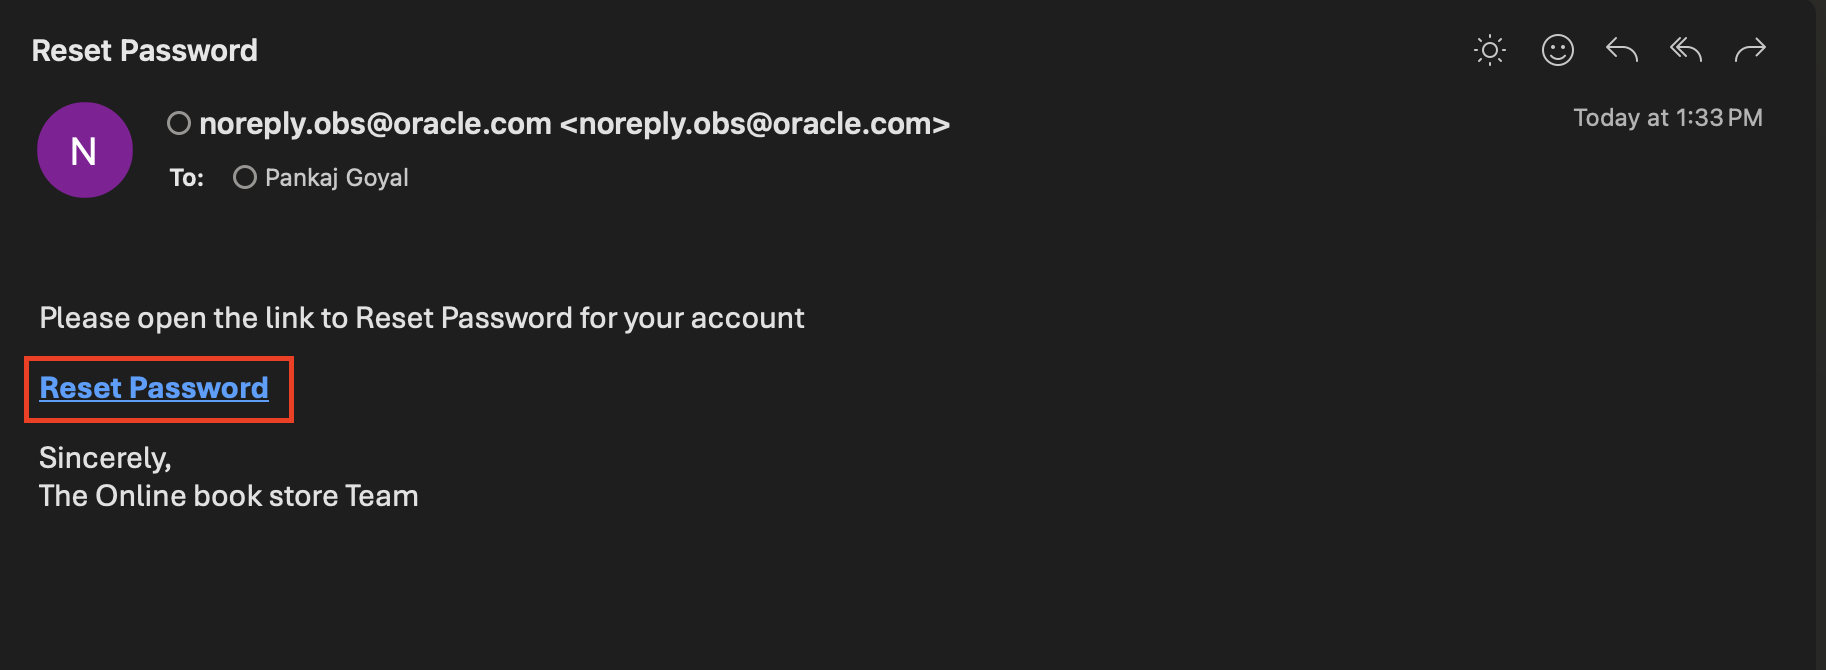 Reset Password
N
noreply.obs@oracle.com <noreply.obs@oracle.com>
Today at 1:33 PM
To: Pankaj Goyal
Please open the link to Reset Password for your account
Reset Password
Sincerely,
The Online book store Team